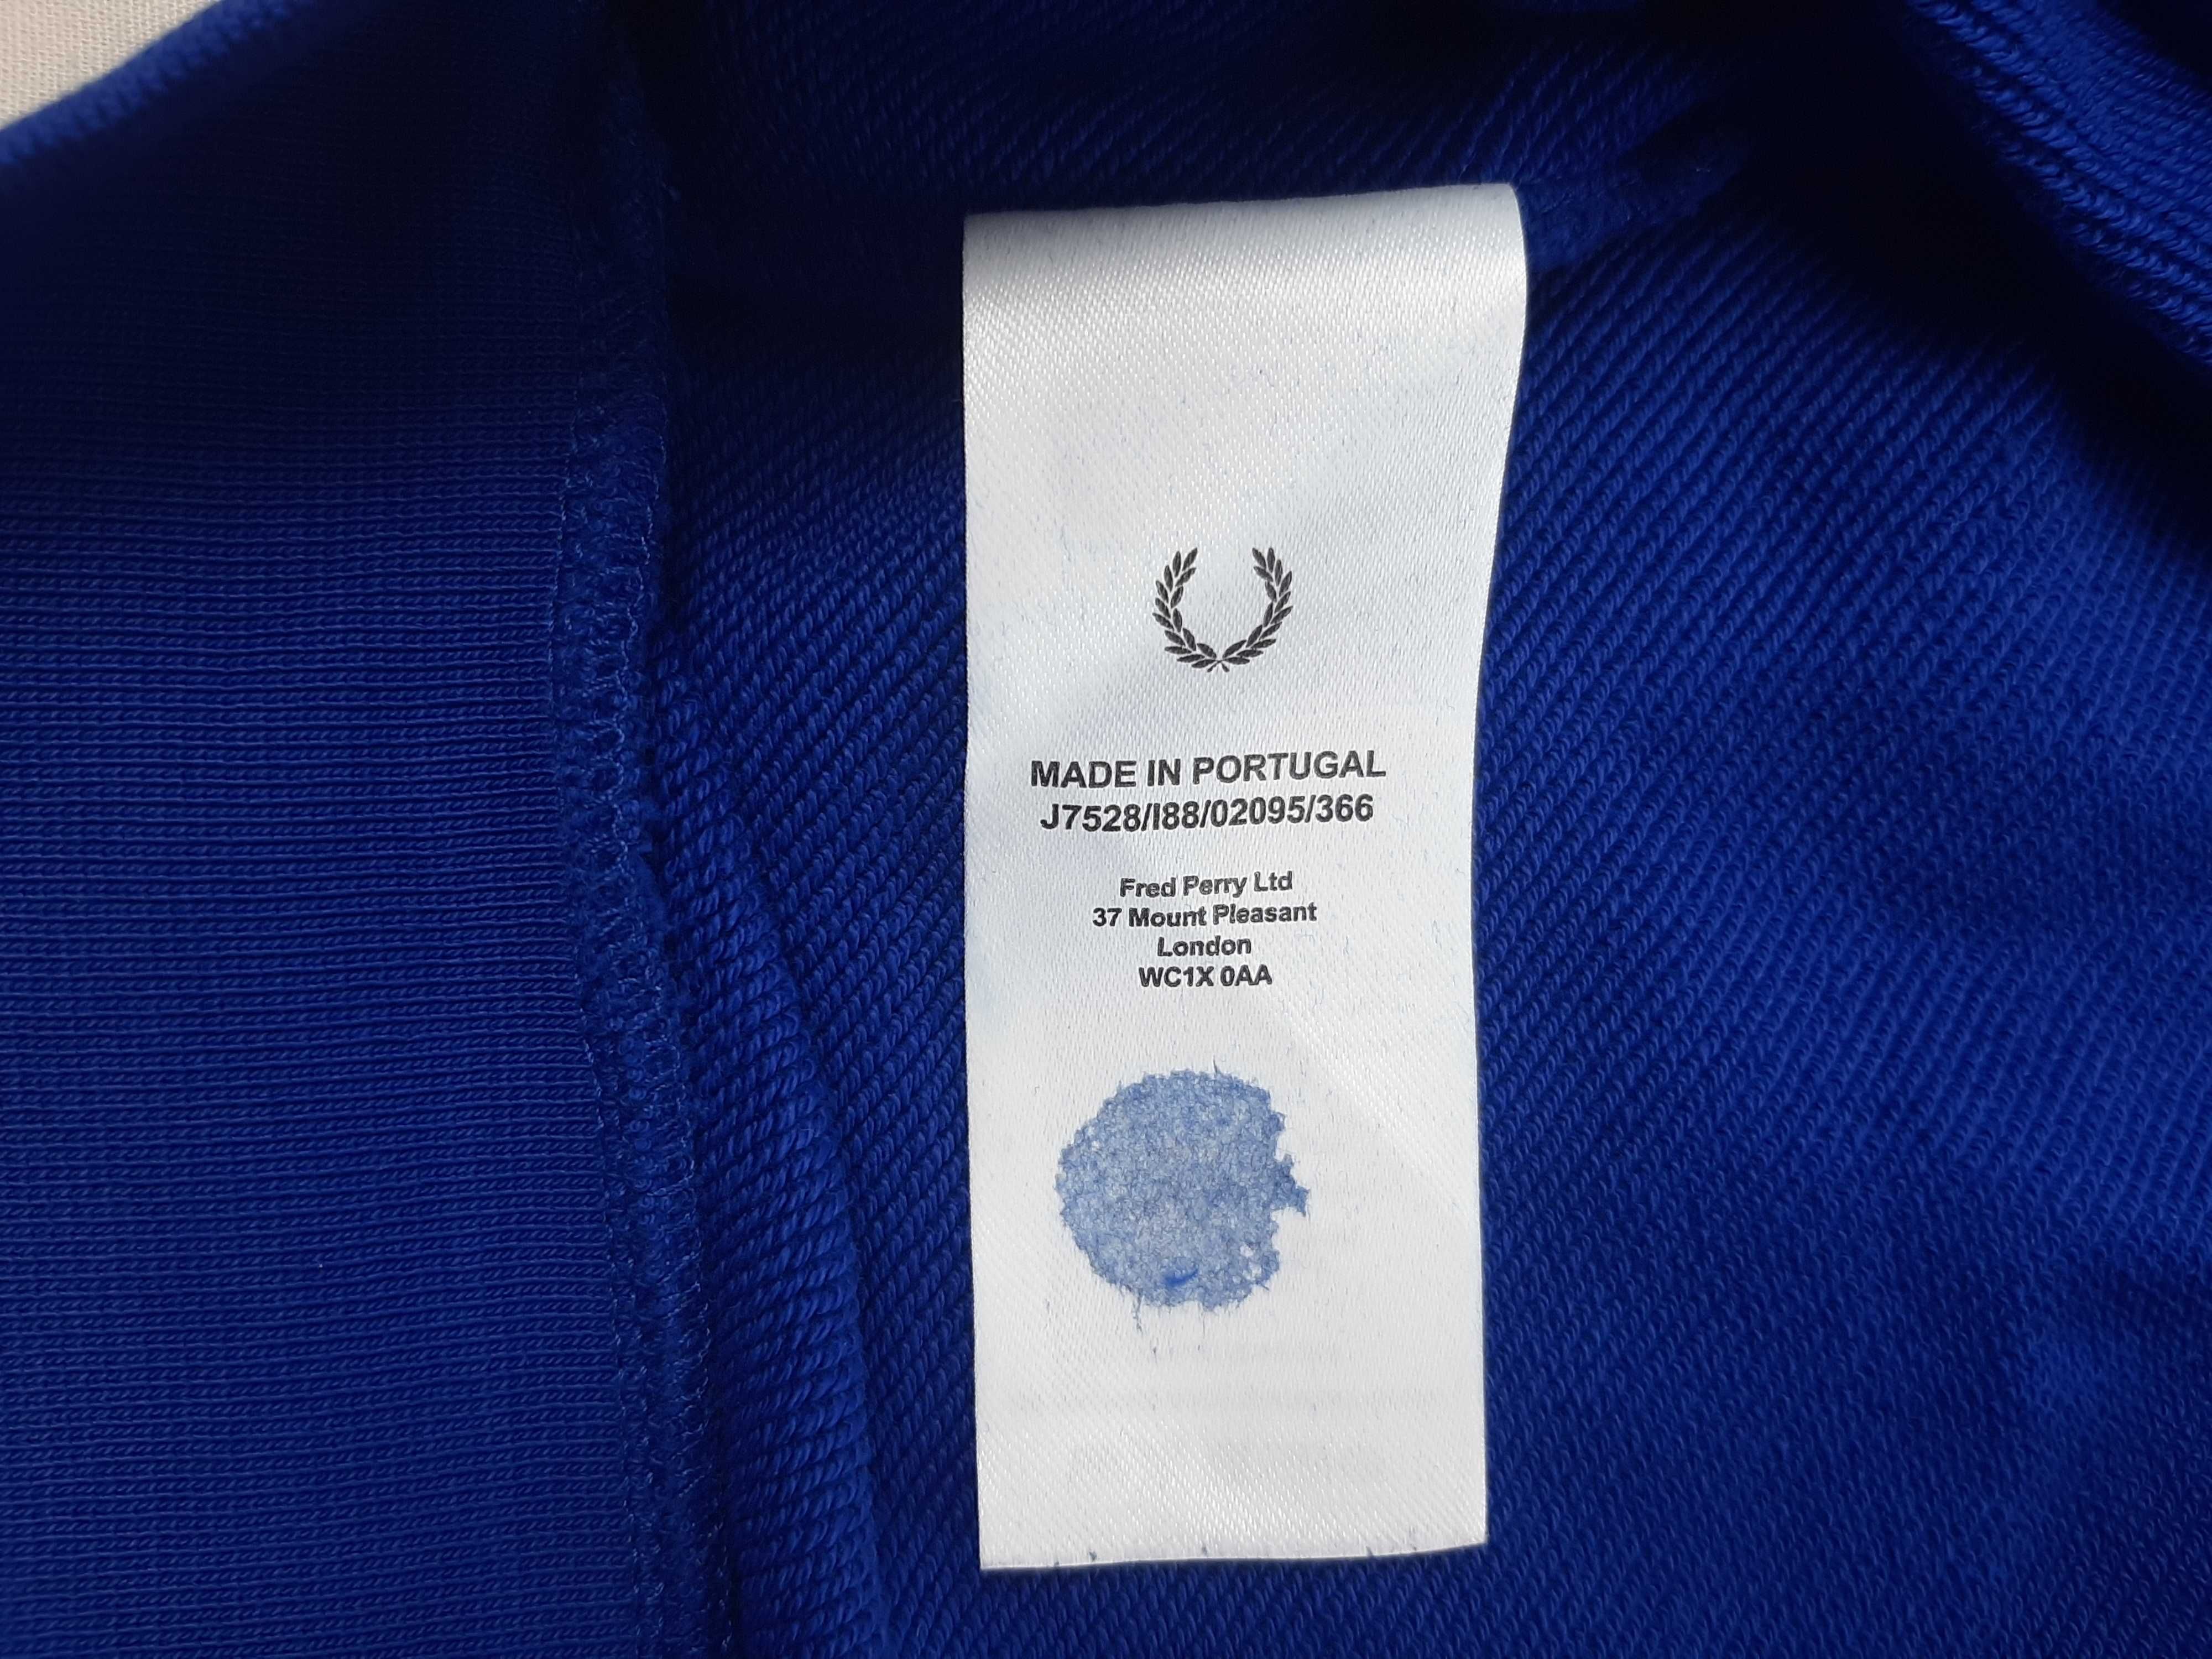 MADE IN PORTUGAL
J7528/I88/02095/366
Fred Perry Ltd
37 Mount Pleasant
London
WC1X 0AA